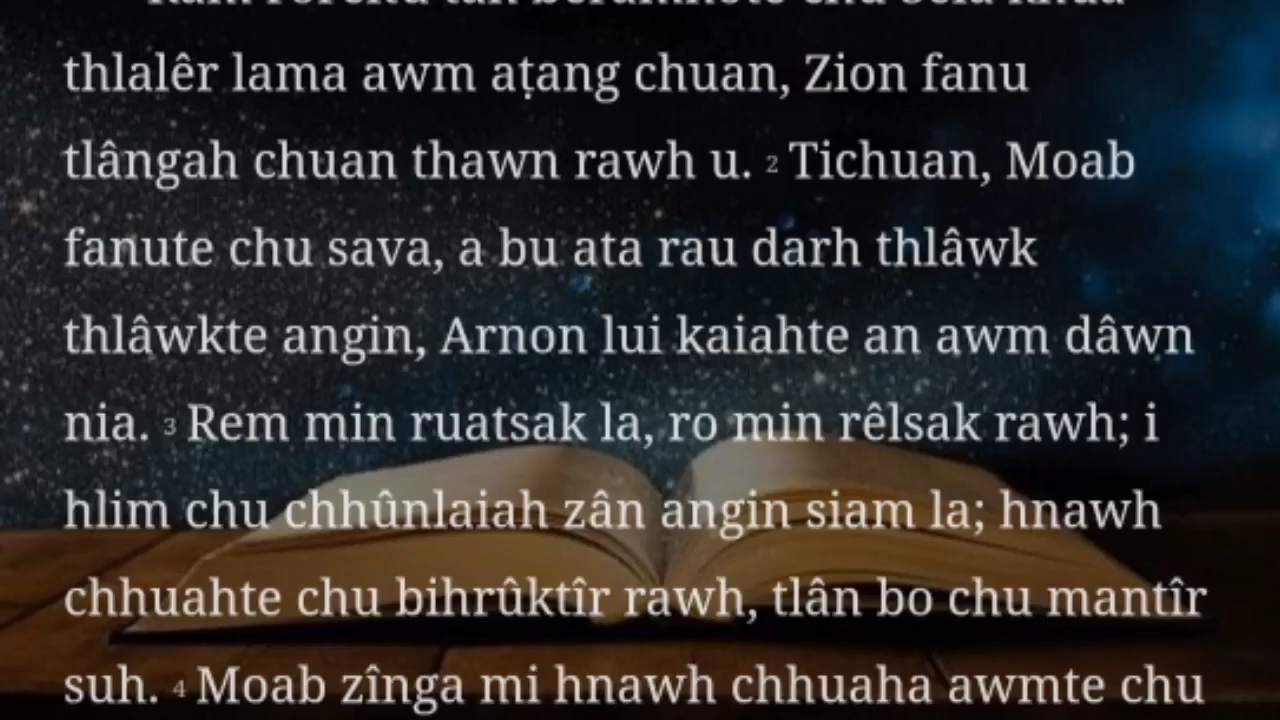 thlalêr lama awm aṭang chuan, Zion fanu
tlângah chuan thawn rawh u. 2 Tichuan, Moab
fanute chu sava, a bu ata rau darh thlâwk
thlâwkte angin, Arnon lui kaiahte an awm dâwn
nia. 3 Rem min ruatsak la, ro min rêlsak rawh; i
hlim chu chhûnlaiah zân angin siam la; hnawh
chhuahte chu bihrûktîr rawh, tlân bo chu mantîr
suh. 4 Moab zînga mi hnawh chhuaha awmte chu